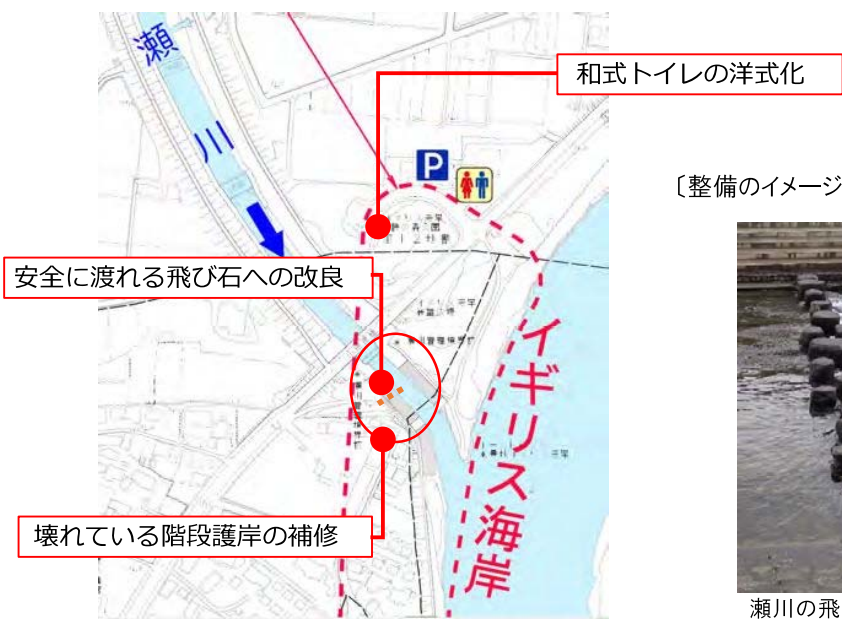 瀬川
和式トイレの洋式化
P
〔整備のイメージ
安全に渡れる飛び石への改良
イギリス海岸
壊れている階段護岸の補修
瀬川の飛